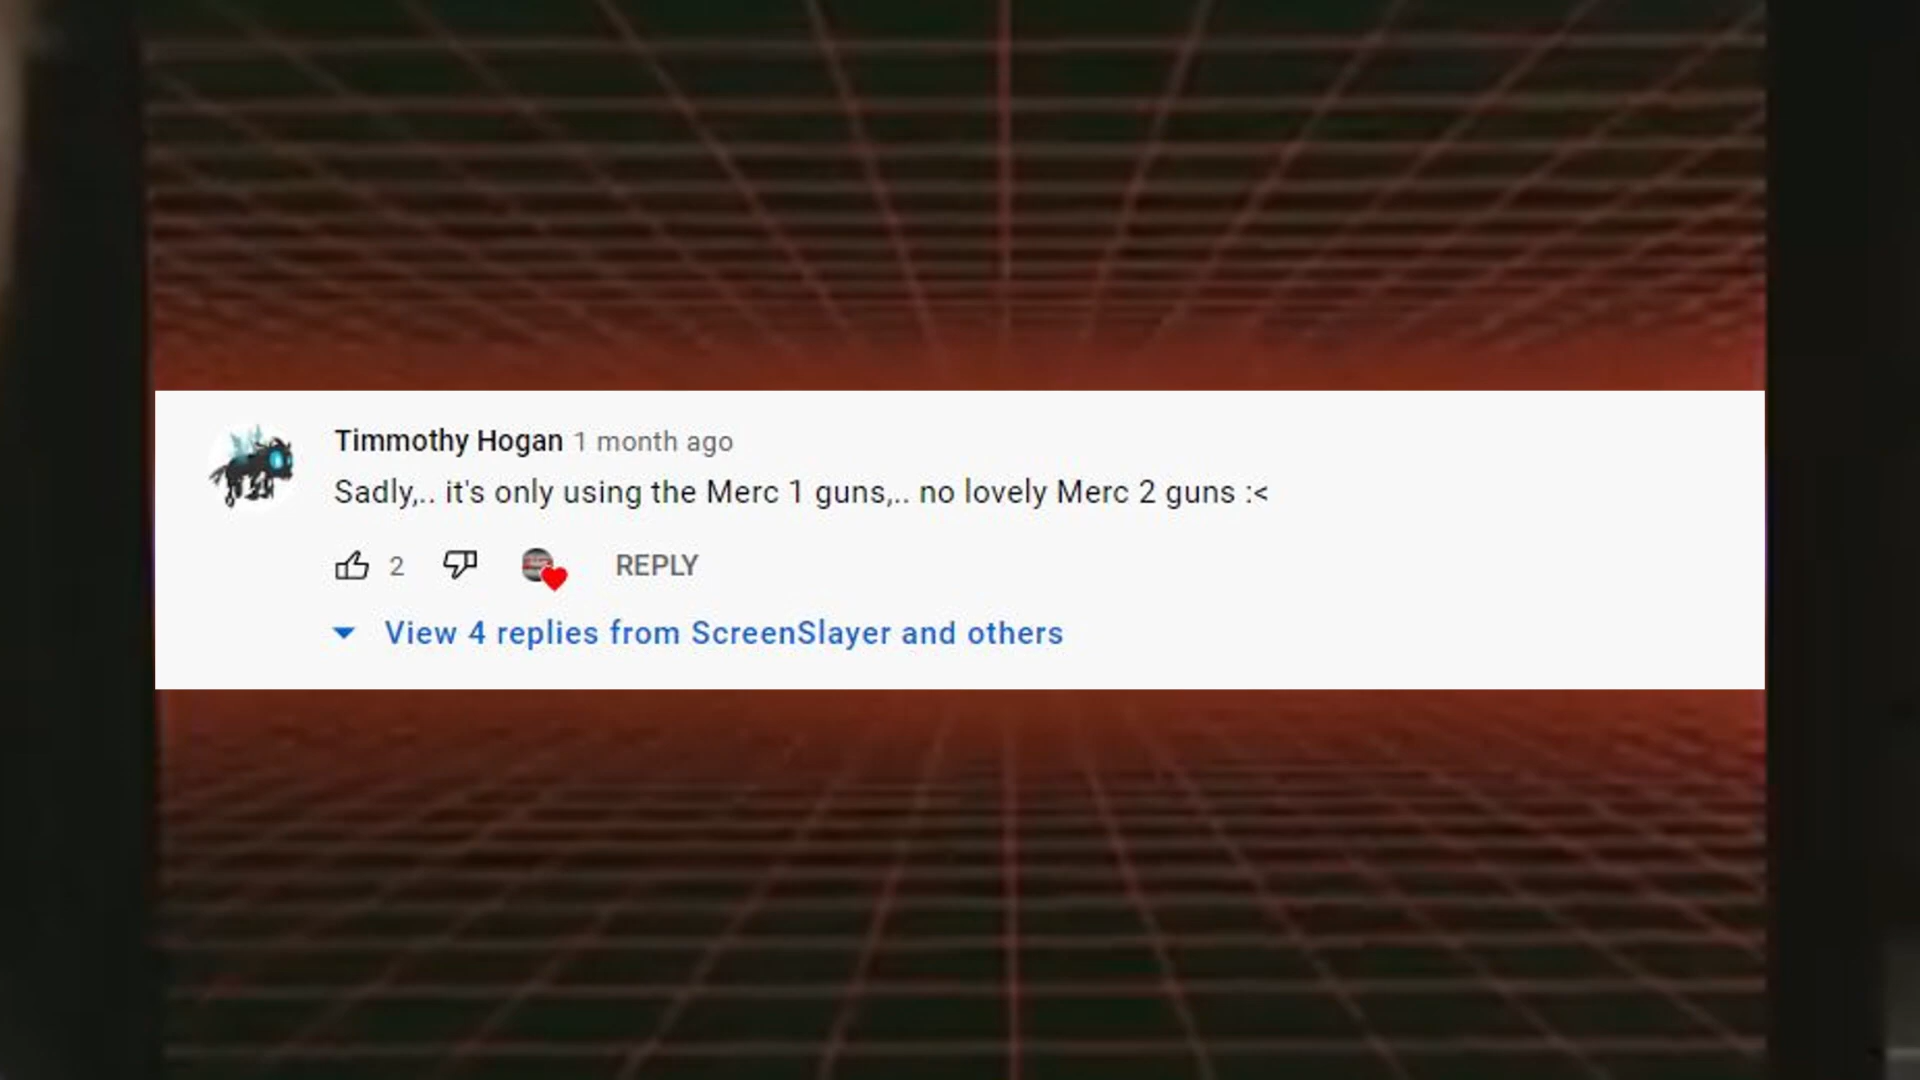 Timmothy Hogan 1 month ago
Sadly,.. it's only using the Merc 1 guns,.. no lovely Merc 2 guns :<
2 REPLY
View 4 replies from ScreenSlayer and others